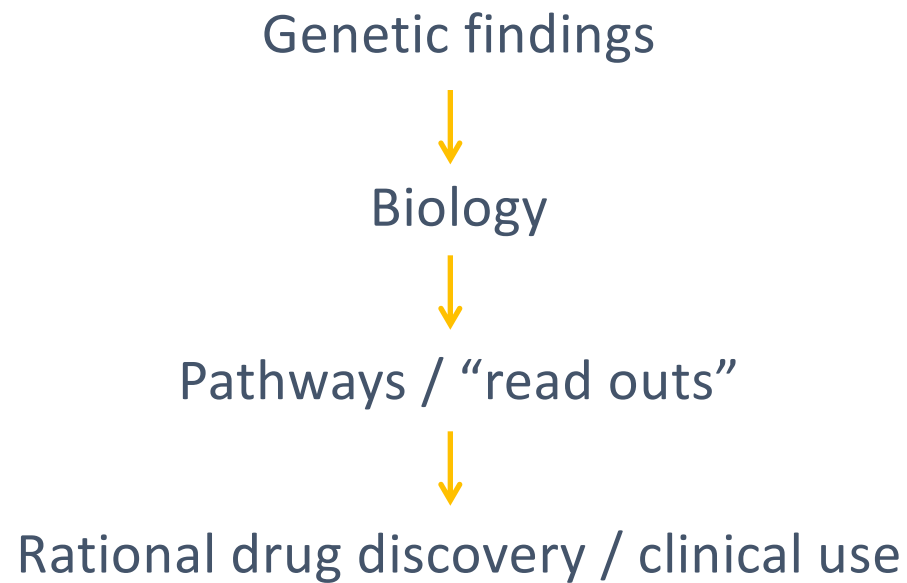 Genetic findings
Biology
Pathways / “read outs”
Rational drug discovery / clinical use